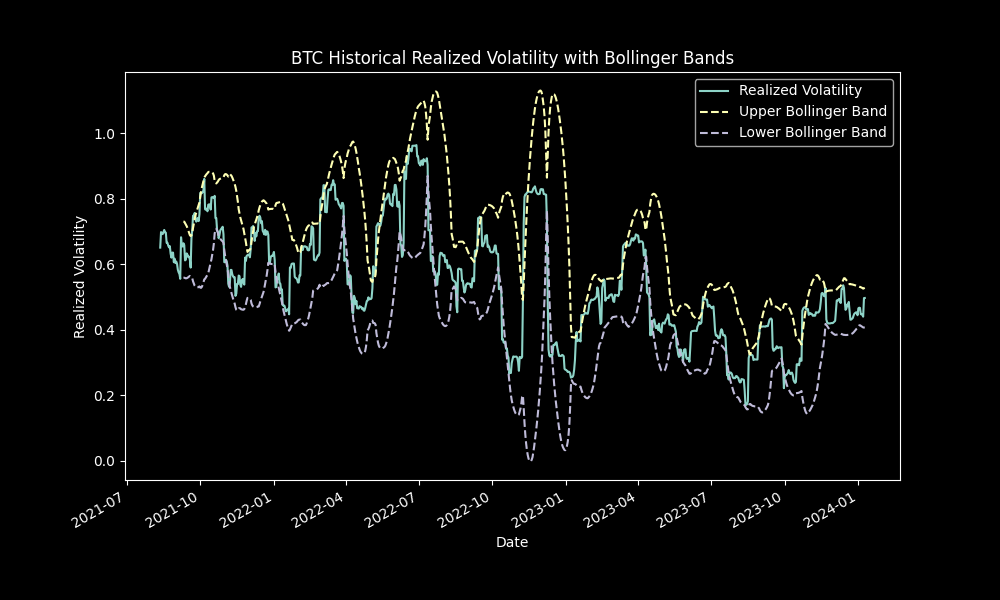 BTC Historical Realized Volatility with Bollinger Bands
Realized Volatility
Upper Bollinger Band
Lower Bollinger Band
Realized Volatility
1.0
0.8
0.6
0.4
0.2
0.0
2021-07
2021-10
2022-01
2022-04
2022-07
2022-10
2023-01
2023-04
2023-07
2023-10
2024-01
Date